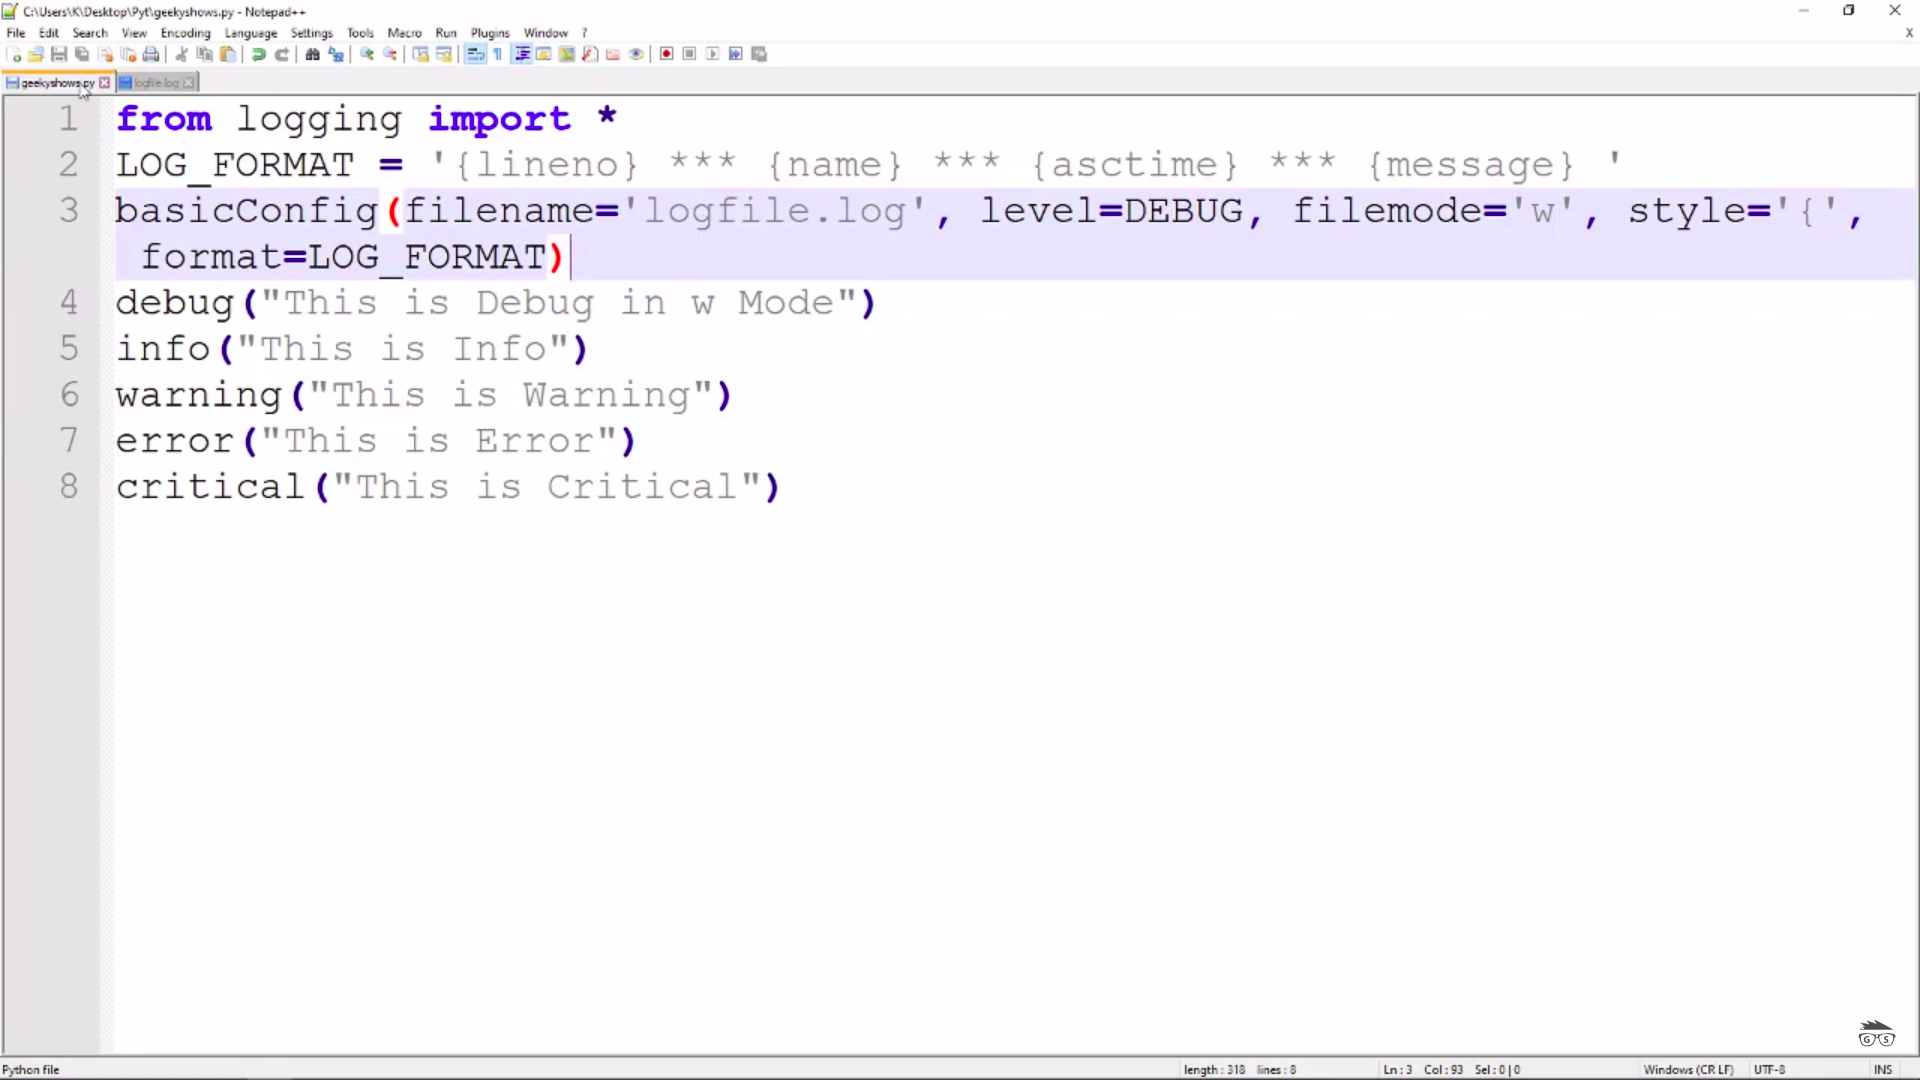 C:\Users\K\Desktop\Pyt\geekyshows.py - Notepad++
File Edit Search View Encoding Language Settings Tools Macro Run Plugins Window ? X
geekyshows.py logfile.log
1 from logging import *
2 LOG_FORMAT = '{lineno} *** {name} *** {asctime} *** {message} '
3 basicConfig(filename='logfile.log', level=DEBUG, filemode='w', style='{',
format=LOG_FORMAT)
4 debug("This is Debug in w Mode")
5 info("This is Info")
6 warning("This is Warning")
7 error("This is Error")
8 critical("This is Critical")
G S
Python file length : 318 lines : 8 Ln : 3 Col : 93 Sel : 0 | 0 Windows (CR LF) UTF-8 INS